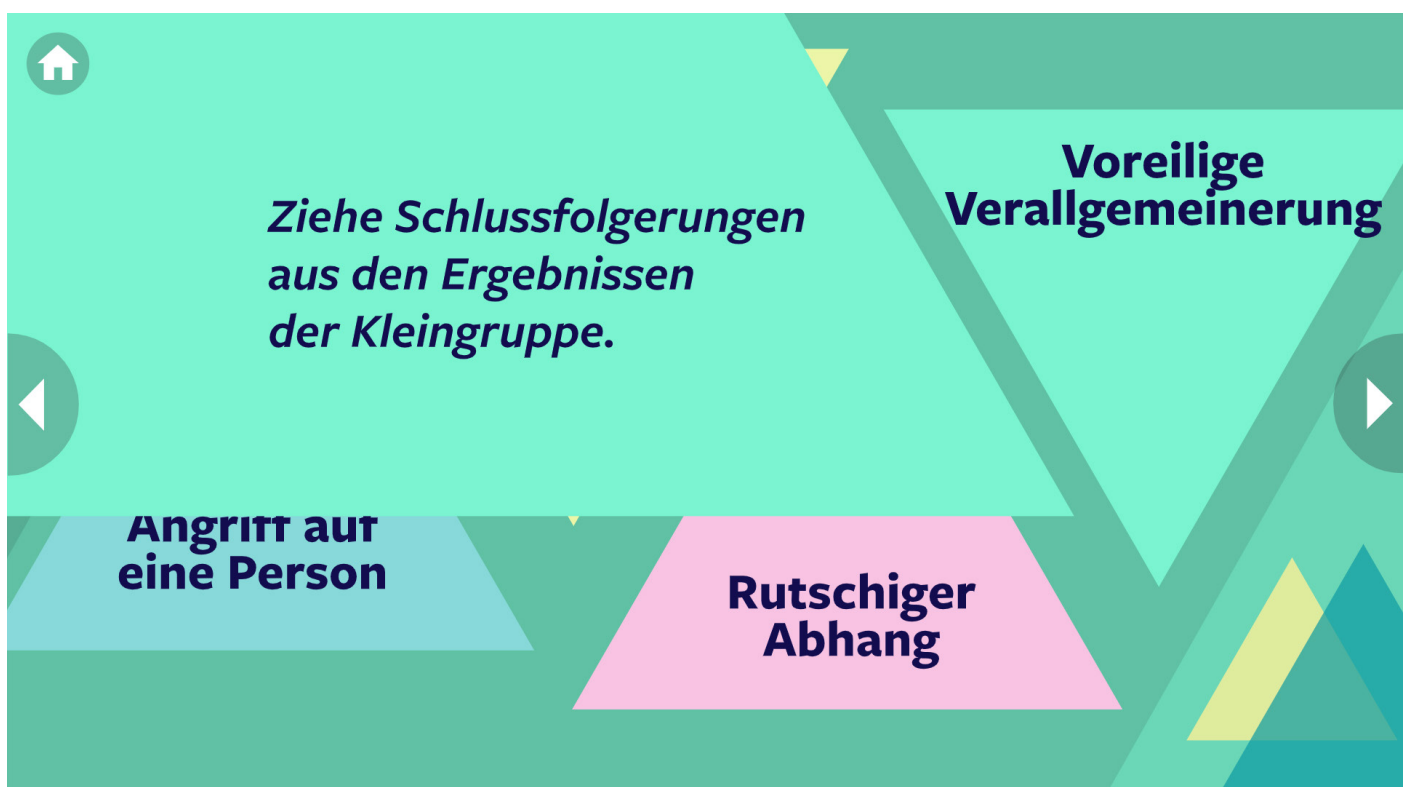 Ziehe Schlussfolgerungen
aus den Ergebnissen
der Kleingruppe.
Voreilige
Verallgemeinerung
Angriff auf
eine Person
Rutschiger
Abhang